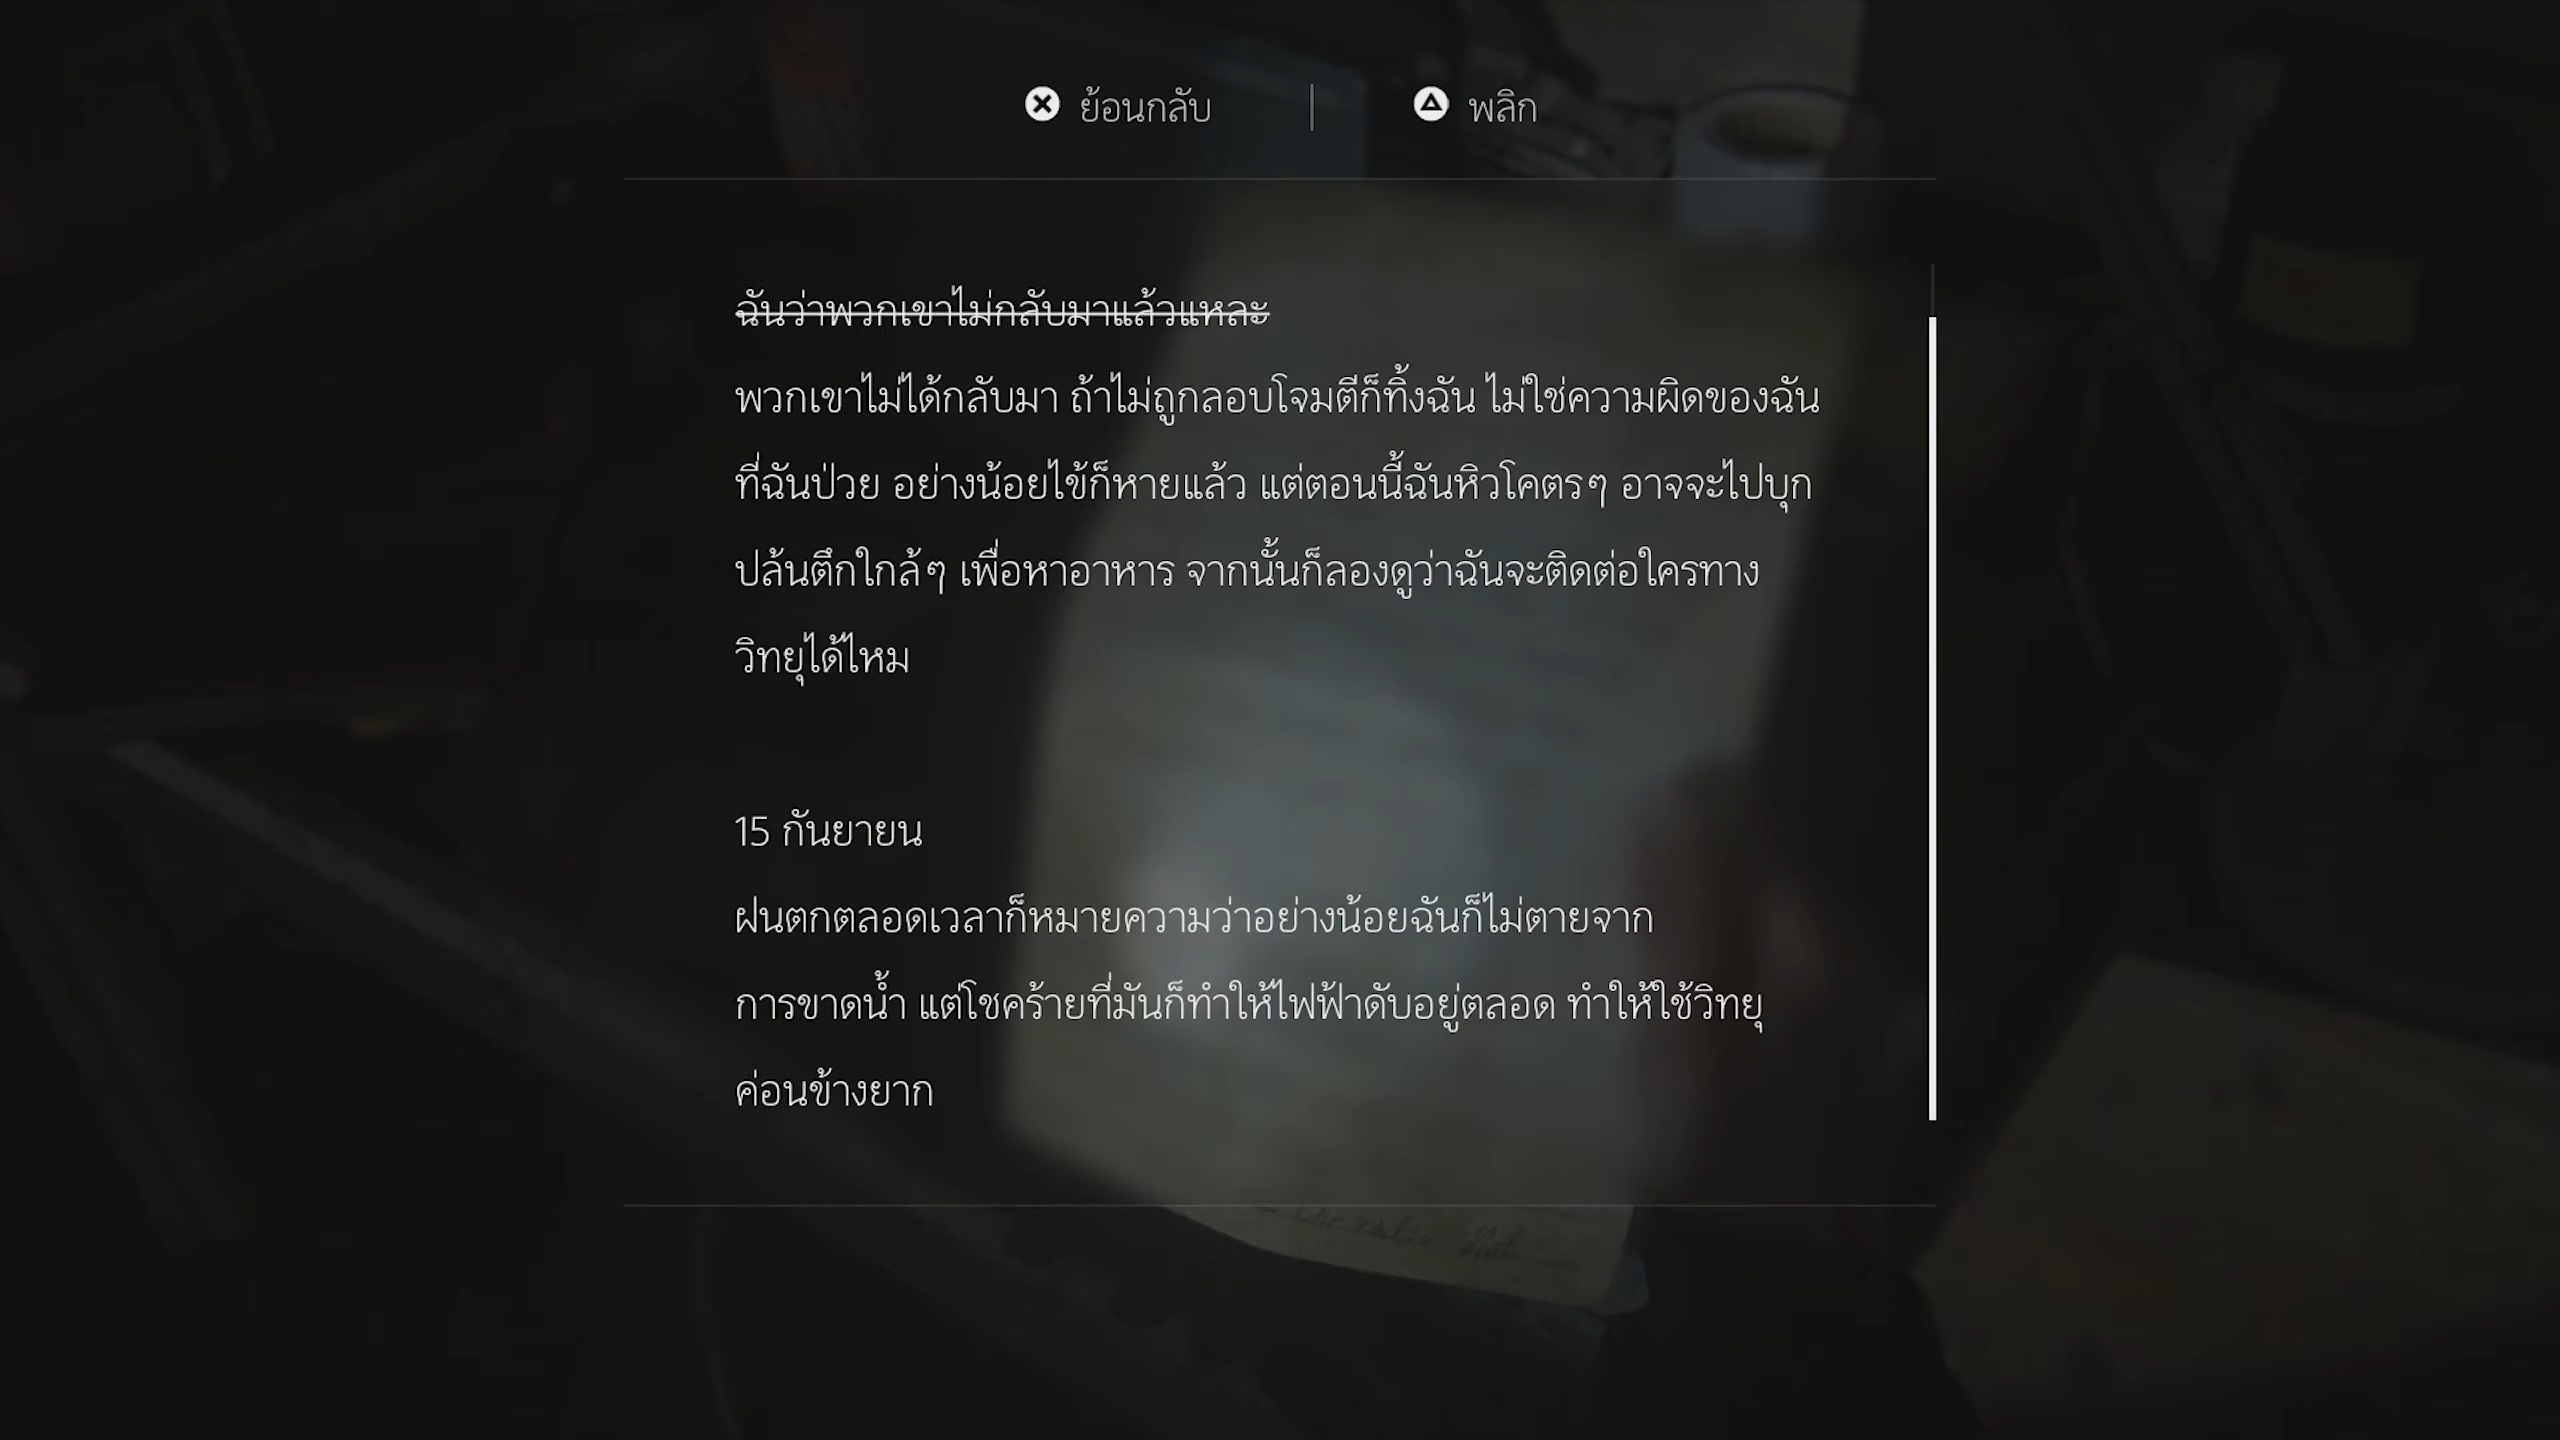 ย้อนกลับ | พลิก
ฉันว่าพวกเขาไม่กลับมาแล้วแหละ
พวกเขาไม่ได้กลับมา ถ้าไม่ถูกลอบโจมตีก็ทิ้งฉัน ไม่ใช่ความผิดของฉัน
ที่ฉันป่วย อย่างน้อยไข้ก็หายแล้ว แต่ตอนนี้ฉันหิวโคตรๆ อาจจะไปบุก
ปล้นตึกใกล้ๆ เพื่อหาอาหาร จากนั้นก็ลองดูว่าฉันจะติดต่อใครทาง
วิทยุได้ไหม
15 กันยายน
ฝนตกตลอดเวลาก็หมายความว่าอย่างน้อยฉันก็ไม่ตายจาก
การขาดน้ำ แต่โชคร้ายที่มันก็ทำให้ไฟฟ้าดับอยู่ตลอด ทำให้ใช้วิทยุ
ค่อนข้างยาก